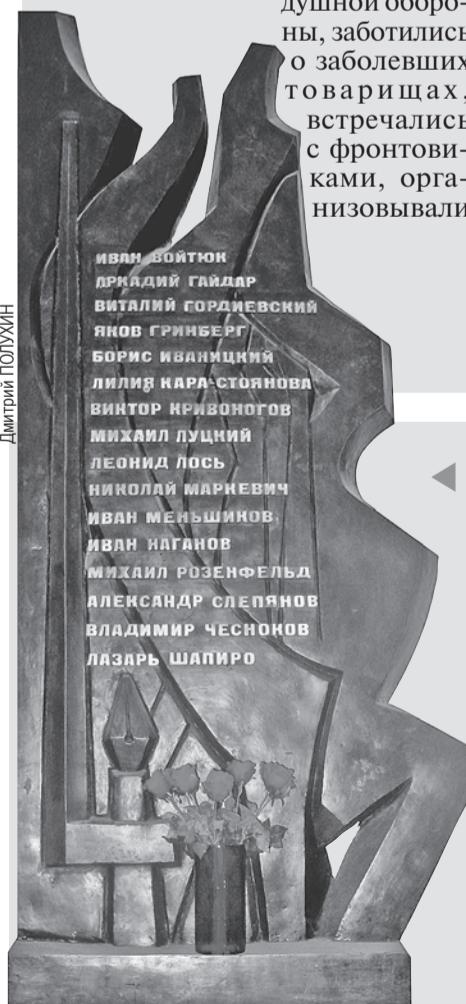 душной оборо-
ны, заботились
о заболевших
товарищах,
встречались
с фронтови-
ками, орга-
низовывали
Дмитрий ПОЛУХИН
ИВАН ВОЙТЮК
АРКАДИЙ ГАЙДАР
ВИТАЛИЙ ГОРДИЕВСКИЙ
ЯКОВ ГРИНБЕРГ
БОРИС ИВАНИЦКИЙ
ЛИЛИЯ КАРА-СТОЯНОВА
ВИКТОР КРИВОНОГОВ
МИХАИЛ ЛУЦКИЙ
ЛЕОНИД ЛОСЬ
НИКОЛАЙ МАРКЕВИЧ
ИВАН МЕНЬШИКОВ
ИВАН НАГАНОВ
МИХАИЛ РОЗЕНФЕЛЬД
АЛЕКСАНДР СЛЕПЯНОВ
ВЛАДИМИР ЧЕСНОКОВ
ЛАЗАРЬ ШАПИРО